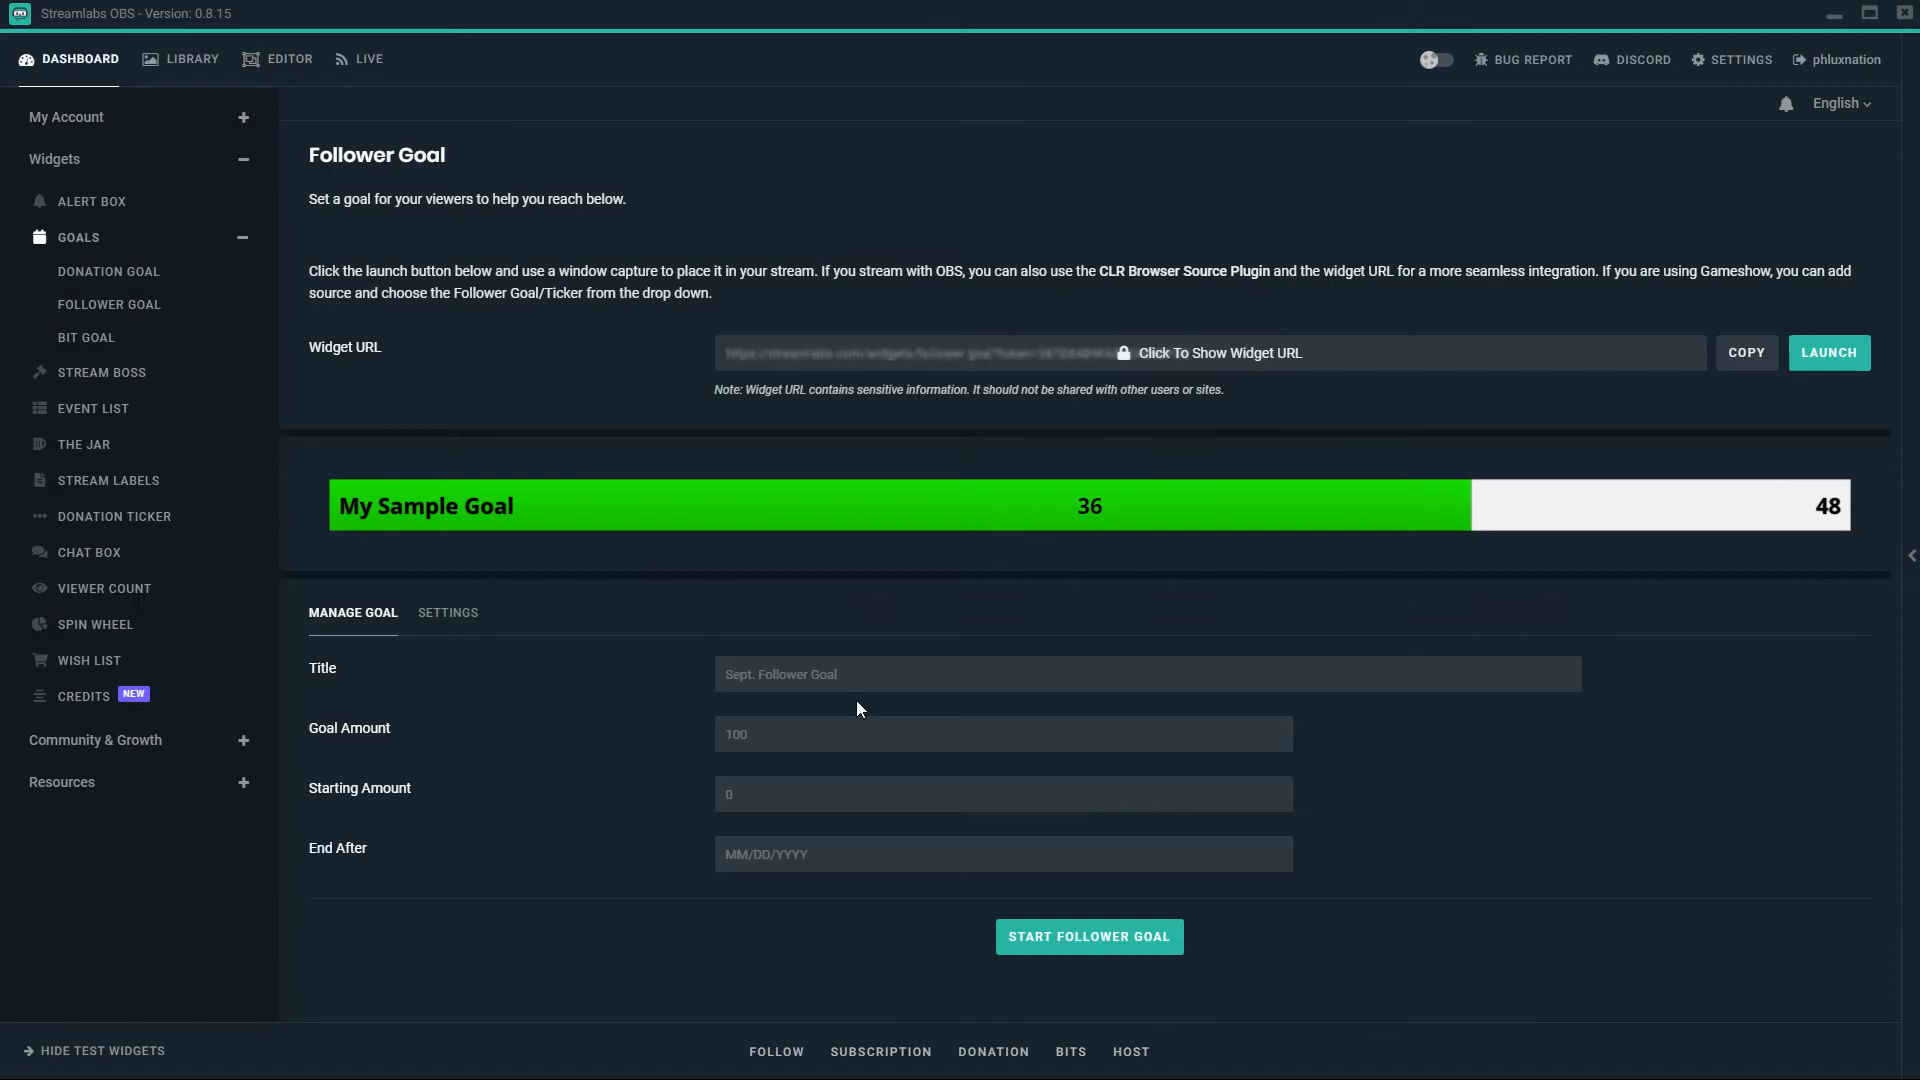 Streamlabs OBS - Version: 0.8.15
DASHBOARD
LIBRARY
EDITOR
LIVE
BUG REPORT
DISCORD
SETTINGS
phluxnation
English
My Account
Widgets
ALERT BOX
GOALS
DONATION GOAL
FOLLOWER GOAL
BIT GOAL
STREAM BOSS
EVENT LIST
THE JAR
STREAM LABELS
DONATION TICKER
CHAT BOX
VIEWER COUNT
SPIN WHEEL
WISH LIST
CREDITS NEW
Community & Growth
Resources
Follower Goal
Set a goal for your viewers to help you reach below.
Click the launch button below and use a window capture to place it in your stream. If you stream with OBS, you can also use the CLR Browser Source Plugin and the widget URL for a more seamless integration. If you are using Gameshow, you can add
source and choose the Follower Goal/Ticker from the drop down.
Widget URL
Click To Show Widget URL
COPY
LAUNCH
Note: Widget URL contains sensitive information. It should not be shared with other users or sites.
My Sample Goal 36 48
MANAGE GOAL SETTINGS
Title
Sept. Follower Goal
Goal Amount
100
Starting Amount
0
End After
MM/DD/YYYY
START FOLLOWER GOAL
HIDE TEST WIDGETS
FOLLOW SUBSCRIPTION DONATION BITS HOST